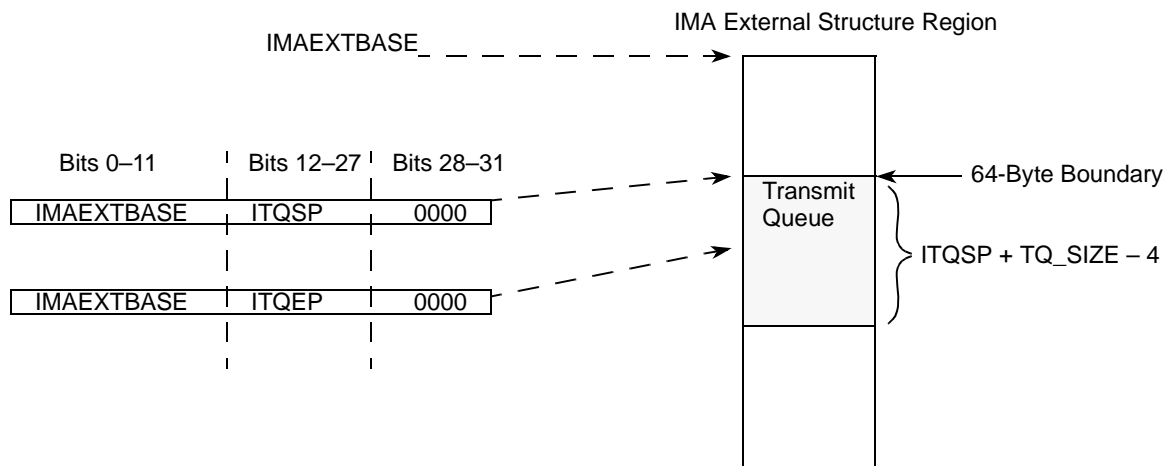 IMA External Structure Region
IMAEXTBASE
Bits 0–11 Bits 12–27 Bits 28–31
64-Byte Boundary
IMAEXTBASE ITQSP 0000
Transmit
Queue
ITQSP + TQ_SIZE – 4
IMAEXTBASE ITQEP 0000